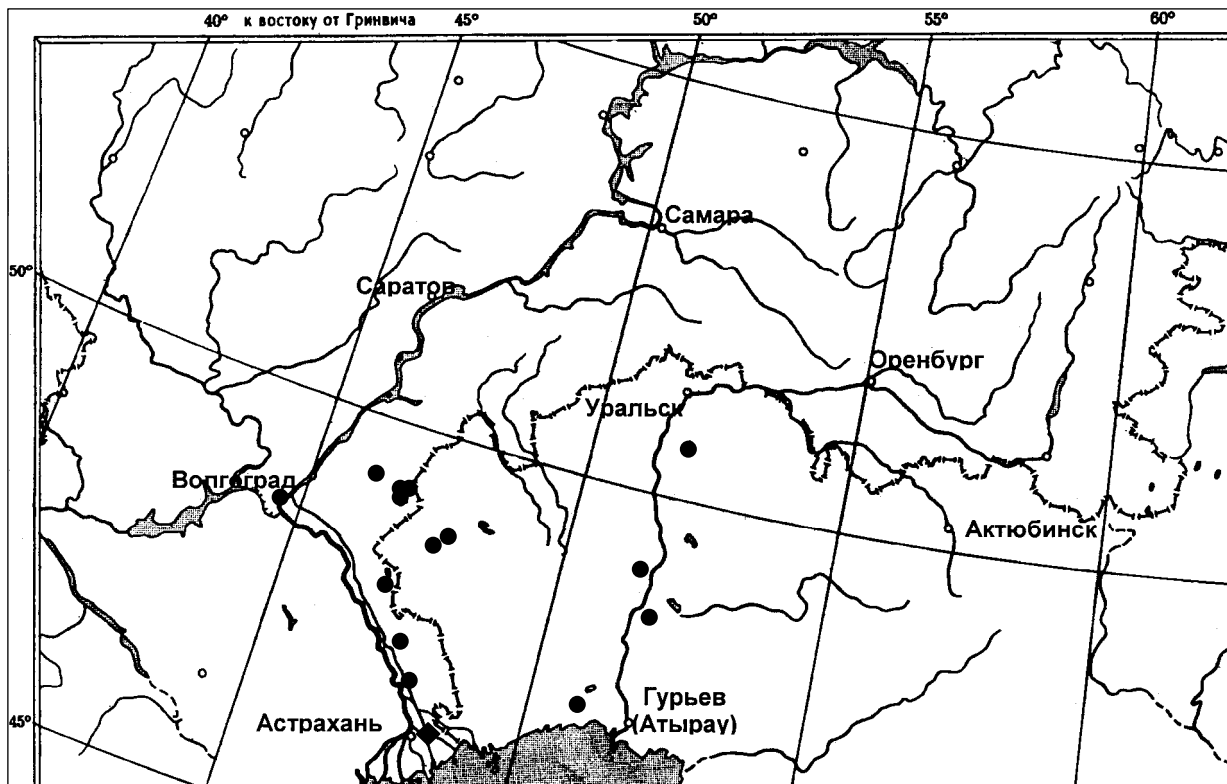 40° к востоку от Гринвича 45° 50° 55° 60°
Самара
50°
Саратов
Оренбург
Уральск
Волгоград
Актюбинск
Гурьев
(Атырау)
Астрахань
45°